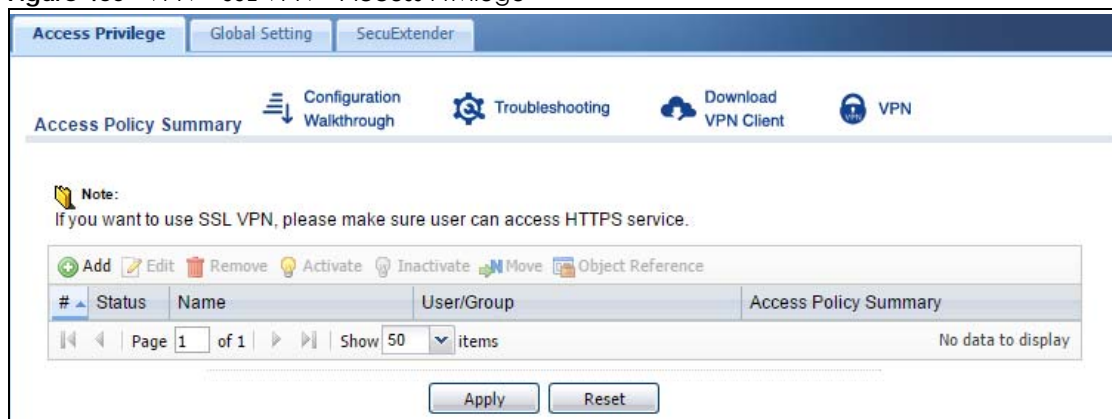 Access Privilege Global Setting SecuExtender
Access Policy Summary
Configuration
Walkthrough
Troubleshooting
Download
VPN Client
VPN
Note:
If you want to use SSL VPN, please make sure user can access HTTPS service.
Add Edit Remove Activate Inactivate Move Object Reference
# Status Name User/Group Access Policy Summary
Page 1 of 1 Show 50 items No data to display
Apply Reset